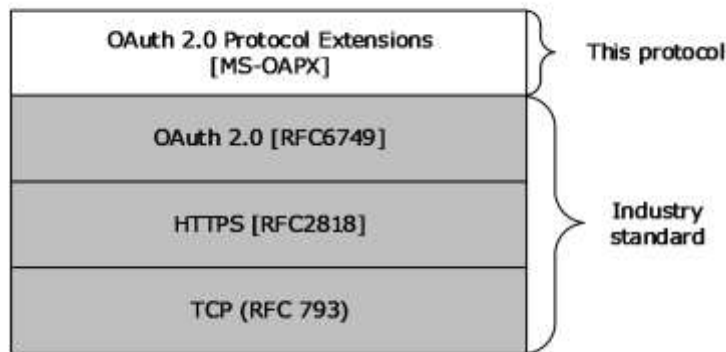 OAuth 2.0 Protocol Extensions
[MS-OAPX]
This protocol
OAuth 2.0 [RFC6749]
HTTPS [RFC2818]
Industry
standard
TCP (RFC 793)